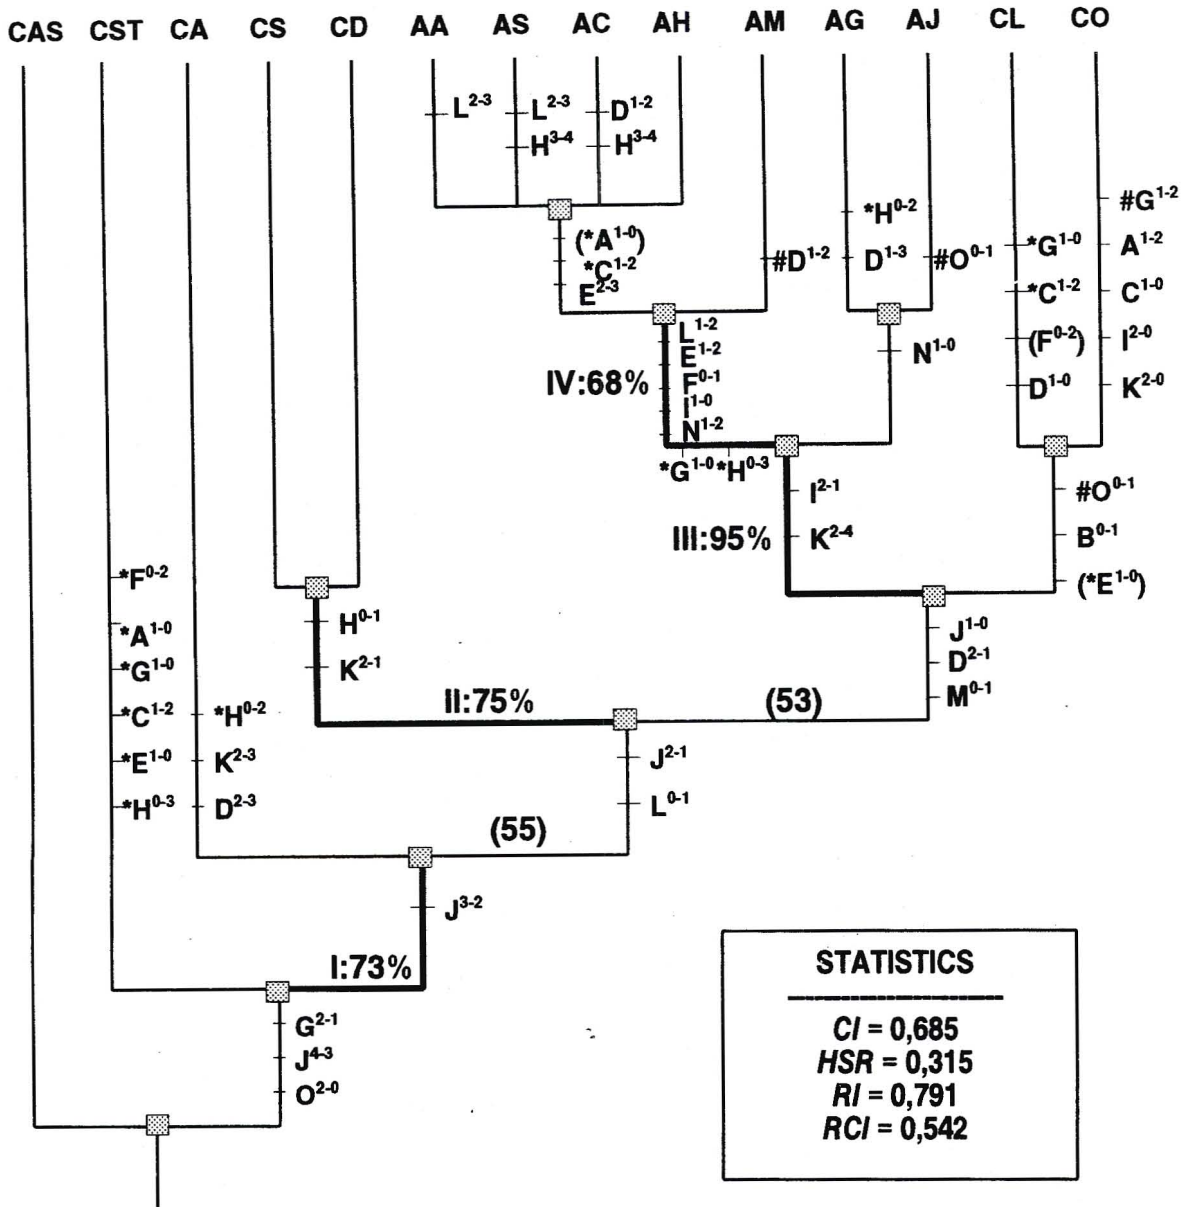 CAS CST CA CS CD AA AS AC AH AM AG AJ CL CO
L2-3 L2-3 D1-2
H3-4 H3-4
#G1-2
*H0-2
(*A1-0) *G1-0 A1-2
#D1-2 D1-3 #O0-1
*C1-2
E2-3 *C1-2 C1-0
L1-2
E1-2 N1-0 (F0-2) I2-0
IV:68% F0-1 D1-0 K2-0
I1-0
N1-2
*G1-0 *H0-3
I2-1 #O0-1
III:95% K2-4 B0-1
*F0-2 (*E1-0)
*A1-0 H0-1 J1-0
*G1-0 K2-1 D2-1
II:75% (53) M0-1
*C1-2 *H0-2
*E1-0 K2-3 J2-1
*H0-3 D2-3 L0-1
(55)
J3-2
I:73%
G2-1
J4-3
O2-0
STATISTICS
CI = 0,685
HSR = 0,315
RI = 0,791
RCI = 0,542